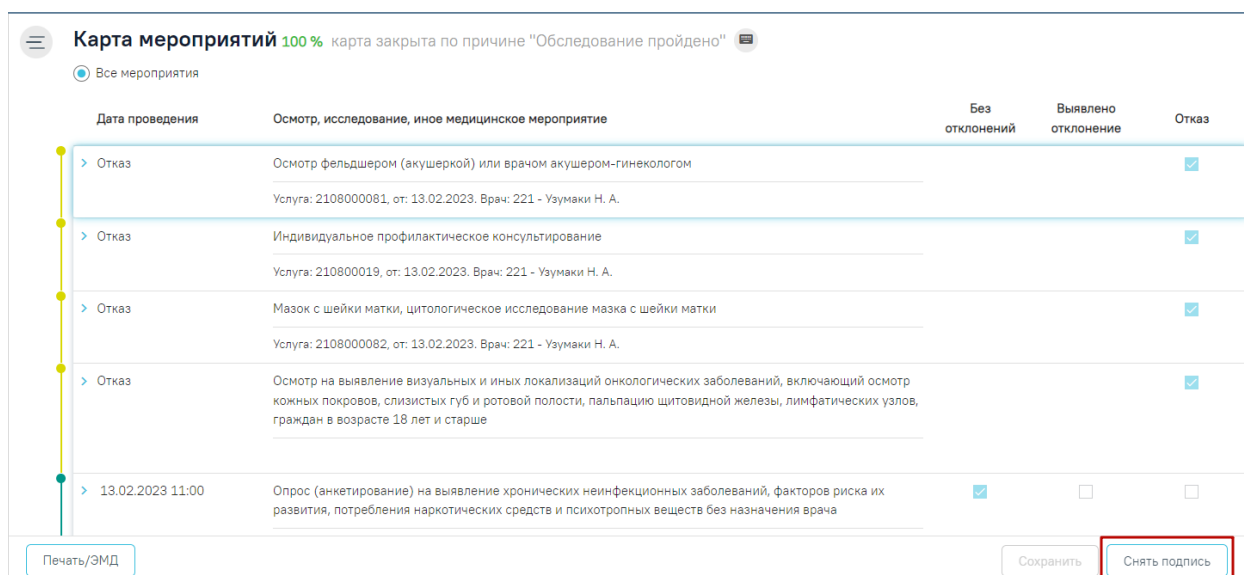 Карта мероприятий 100 % карта закрыта по причине "Обследование пройдено"
Все мероприятия
Дата проведения Осмотр, исследование, иное медицинское мероприятие Без отклонений Выявлено отклонение Отказ
Отказ Осмотр фельдшером (акушеркой) или врачом акушером-гинекологом
Услуга: 2108000081, от: 13.02.2023. Врач: 221 - Узумаки Н. А.
Отказ Индивидуальное профилактическое консультирование
Услуга: 210800019, от: 13.02.2023. Врач: 221 - Узумаки Н. А.
Отказ Мазок с шейки матки, цитологическое исследование мазка с шейки матки
Услуга: 2108000082, от: 13.02.2023. Врач: 221 - Узумаки Н. А.
Отказ Осмотр на выявление визуальных и иных локализаций онкологических заболеваний, включающий осмотр
кожных покровов, слизистых губ и ротовой полости, пальпацию щитовидной железы, лимфатических узлов,
граждан в возрасте 18 лет и старше
13.02.2023 11:00 Опрос (анкетирование) на выявление хронических неинфекционных заболеваний, факторов риска их
развития, потребления наркотических средств и психотропных веществ без назначения врача
Печать/ЭМД Сохранить Снять подпись